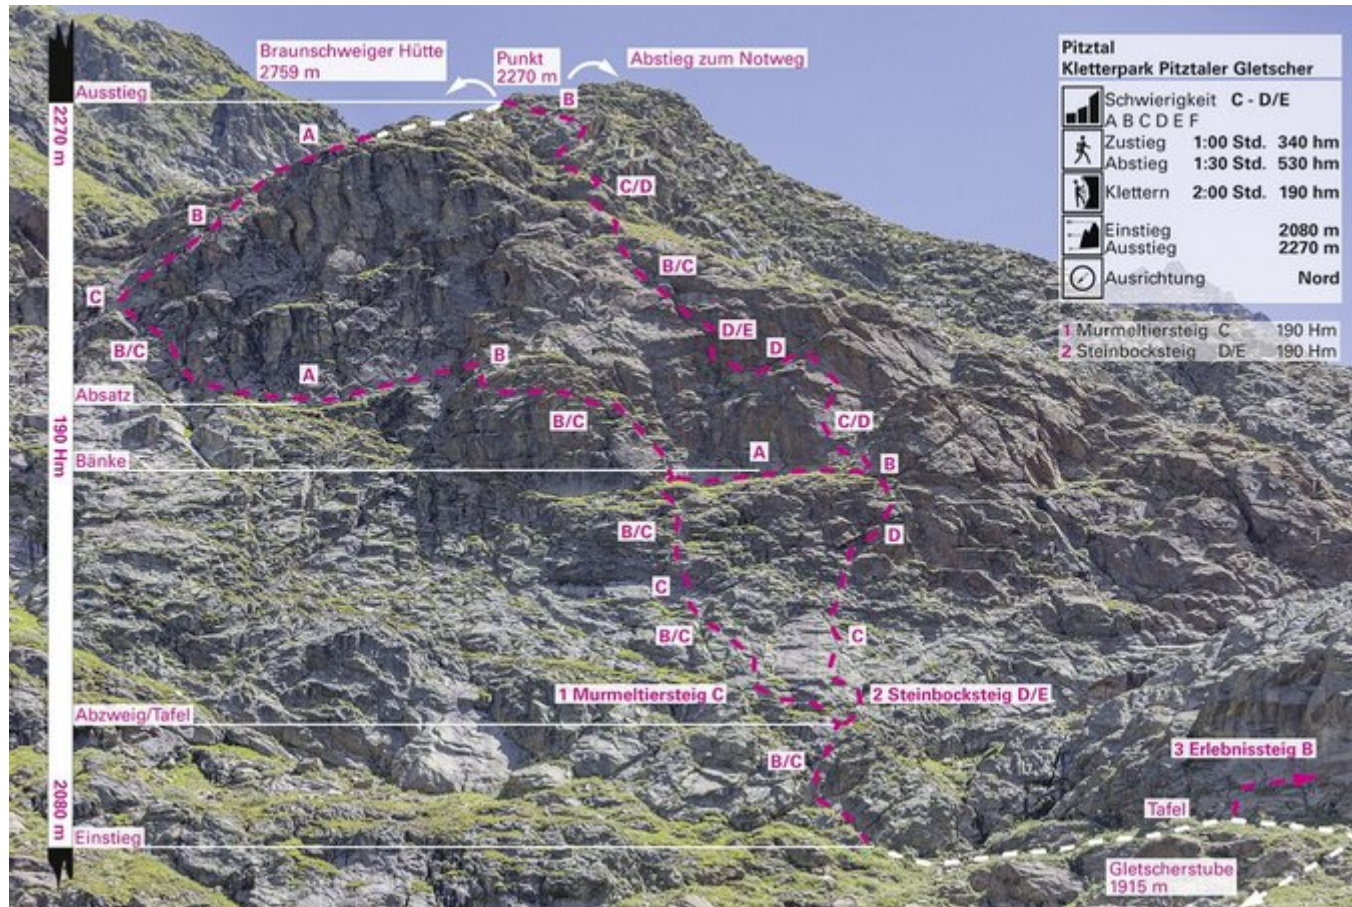 Braunschweiger Hütte
2759 m
Punkt
2270 m
Abstieg zum Notweg
Ausstieg
2270 m
B
A
C/D
B
B/C
C
D/E
B/C
D
B
A
Absatz
B/C
C/D
190 Hm
A
Bänke
B
B/C
D
C
B/C
C
1 Murmeltiersteig C
2 Steinbocksteig D/E
Abzweig/Tafel
B/C
3 Erlebnissteig B
2080 m
Tafel
Einstieg
Gletscherstube
1915 m
Pitztal
Kletterpark Pitztaler Gletscher
Schwierigkeit C - D/E
A B C D E F
Zustieg 1:00 Std. 340 hm
Abstieg 1:30 Std. 530 hm
Klettern 2:00 Std. 190 hm
Einstieg 2080 m
Ausstieg 2270 m
Ausrichtung Nord
1 Murmeltiersteig C 190 Hm
2 Steinbocksteig D/E 190 Hm